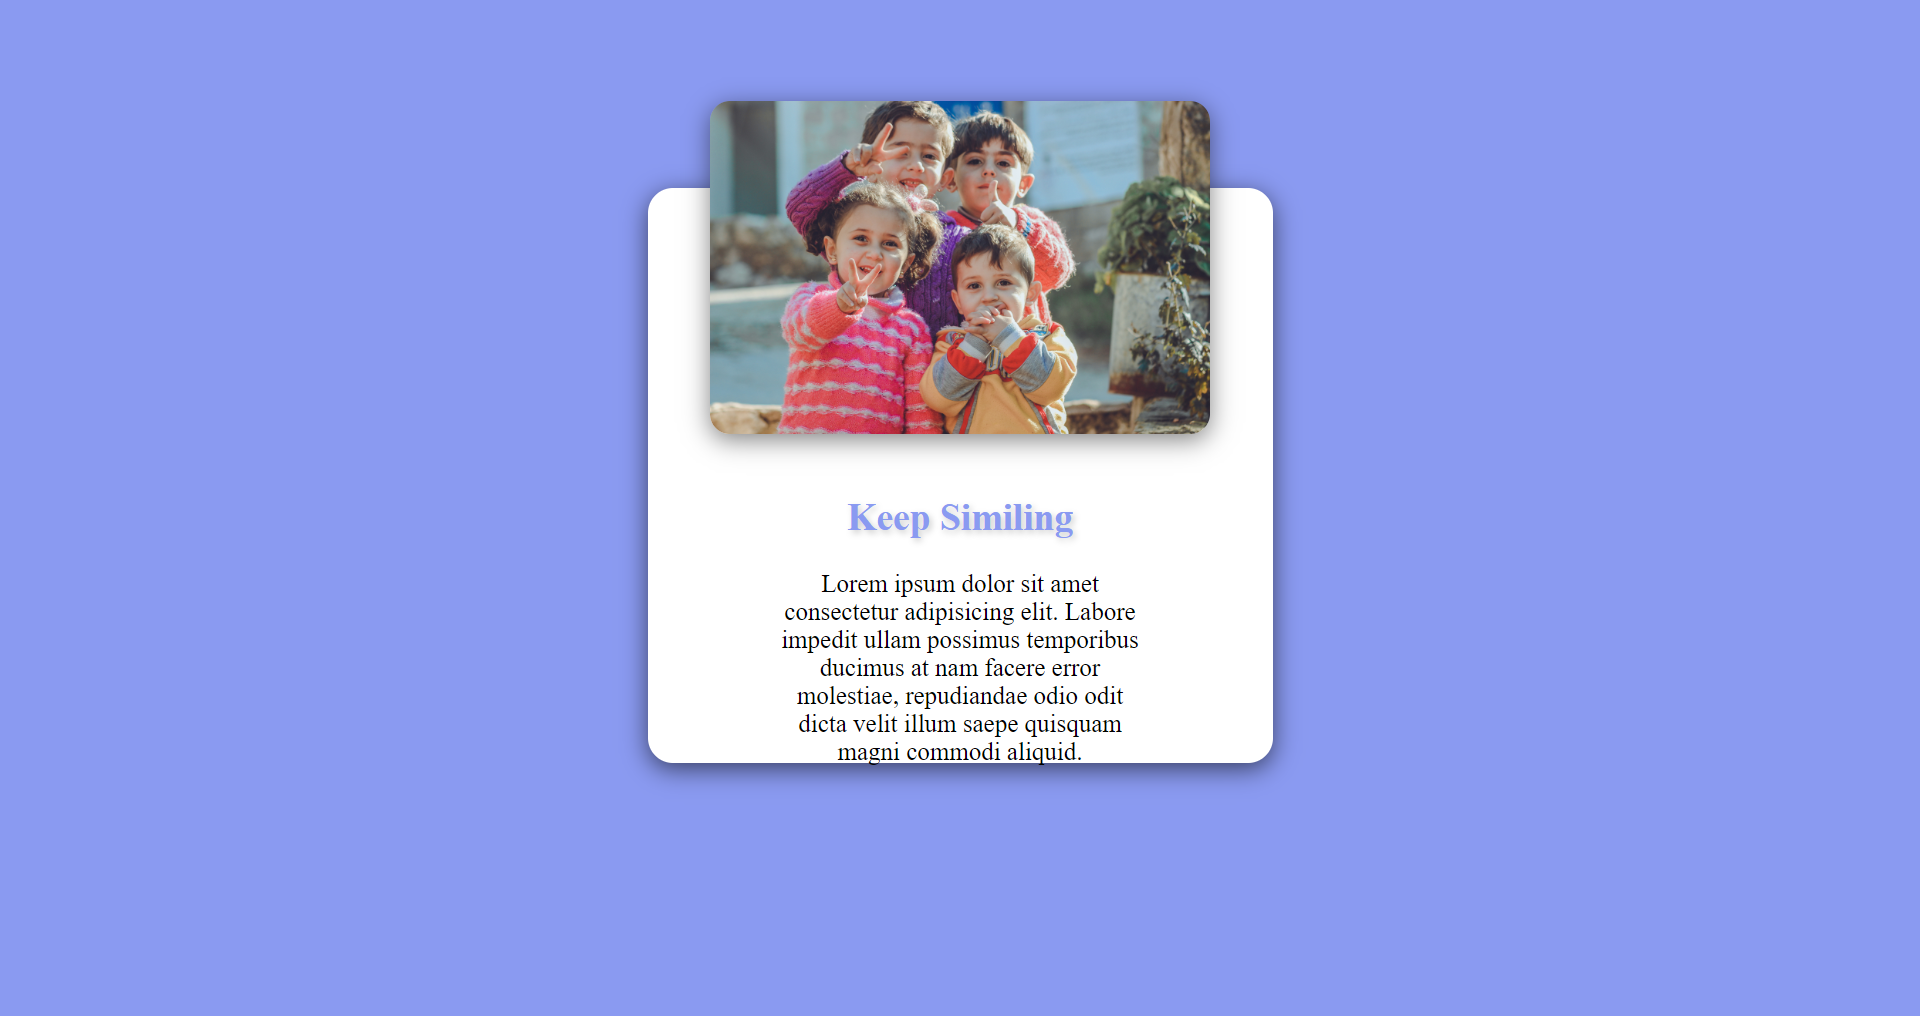 Keep Similing
Lorem ipsum dolor sit amet
consectetur adipisicing elit. Labore
impedit ullam possimus temporibus
ducimus at nam facere error
molestiae, repudiandae odio odit
dicta velit illum saepe quisquam
magni commodi aliquid.